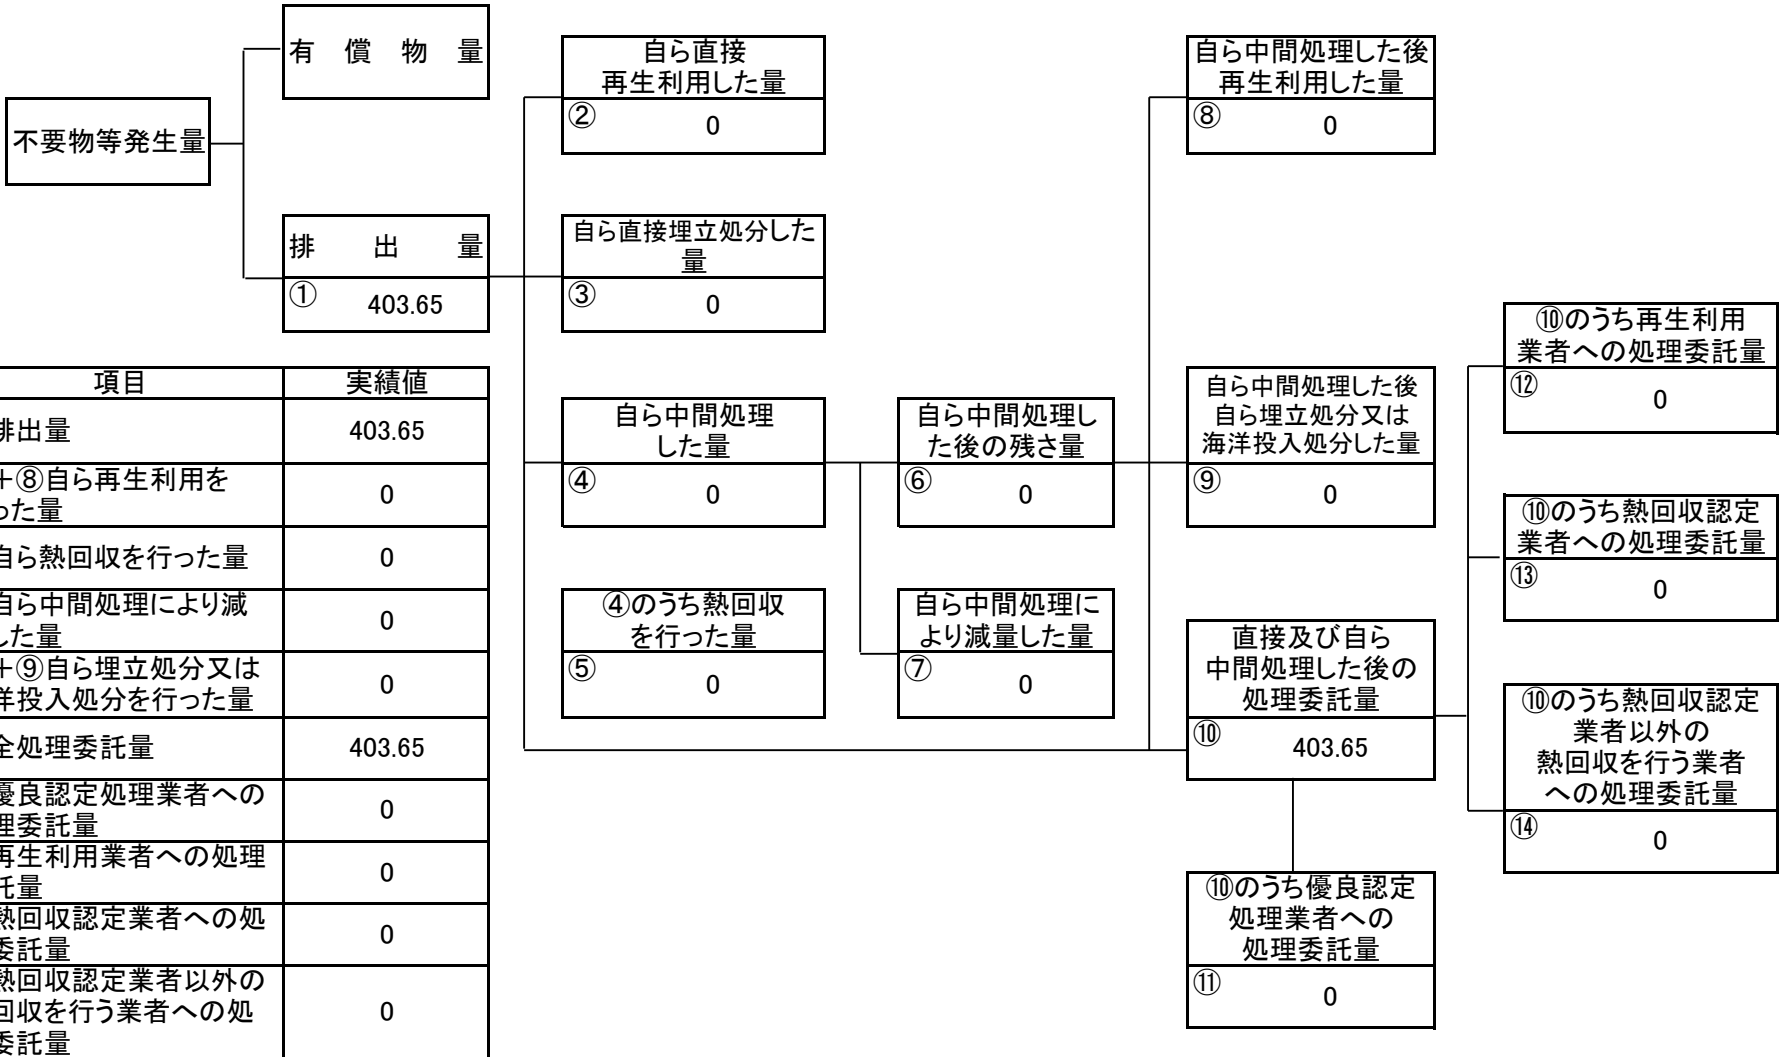 有償物量
不要物等発生量
排出量
① 403.65
自ら直接
再生利用した量
② 0
自ら直接埋立処分した
量
③ 0
自ら中間処理
した量
④ 0
④のうち熱回収
を行った量
⑤ 0
自ら中間処理し
た後の残さ量
⑥ 0
自ら中間処理に
より減量した量
⑦ 0
自ら中間処理した後
再生利用した量
⑧ 0
自ら中間処理した後
自ら埋立処分又は
海洋投入処分した量
⑨ 0
直接及び自ら
中間処理した後の
処理委託量
⑩ 403.65
⑩のうち優良認定
処理業者への
処理委託量
⑪ 0
⑩のうち再生利用
業者への処理委託量
⑫ 0
⑩のうち熱回収認定
業者への処理委託量
⑬ 0
⑩のうち熱回収認定
業者以外の
熱回収を行う業者
への処理委託量
⑭ 0
項目 実績値
排出量 403.65
+⑧自ら再生利用を
った量 0
自ら熱回収を行った量 0
自ら中間処理により減
した量 0
+⑨自ら埋立処分又は
洋投入処分を行った量 0
全処理委託量 403.65
優良認定処理業者への
理委託量 0
再生利用業者への処理
託量 0
熱回収認定業者への処
委託量 0
熱回収認定業者以外の
回収を行う業者への処
委託量 0